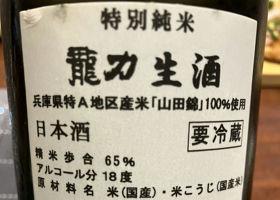 特別純米
龍力生酒
兵庫県特A地区産米「山田錦」100%使用
日本酒 要冷蔵
精米歩合 65%
アルコール分 18度
原材料名 米(国産)・米こうじ(国産米)